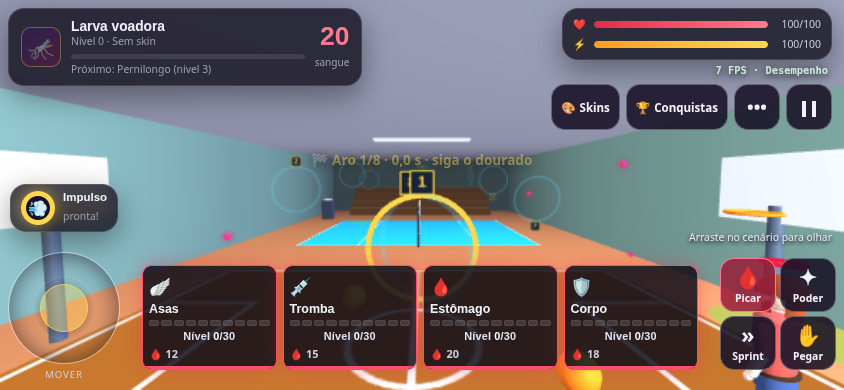 Larva voadora
Nível 0 · Sem skin
20
sangue
Próximo: Pernilongo (nível 3)
100/100
100/100
7 FPS · Desempenho
Skins
Conquistas
•••
Aro 1/8 · 0,0 s · siga o dourado
1
2
Impulso
pronta!
Arraste no cenário para olhar
MOVER
Asas
Nível 0/30
12
Tromba
Nível 0/30
15
Estômago
Nível 0/30
20
Corpo
Nível 0/30
18
Picar
Poder
Sprint
Pegar